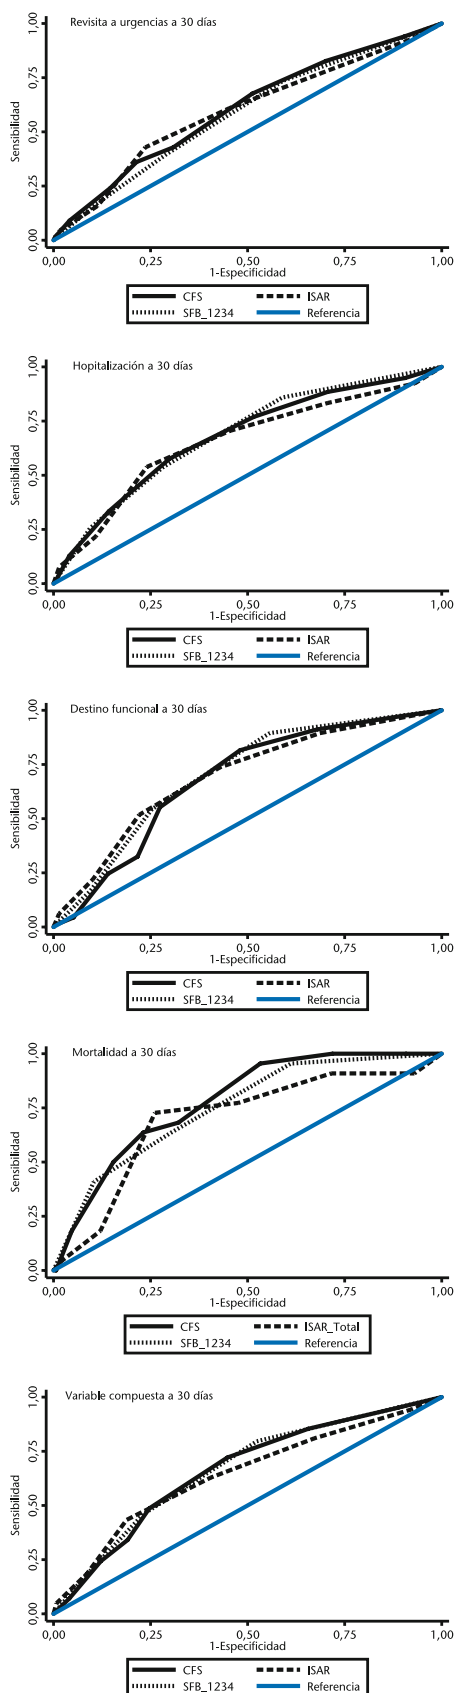 Revisita a urgencias a 30 días
Sensibilidad
1,00
0,75
0,50
0,25
0,00
0,00 0,25 0,50 0,75 1,00
1-Especificidad
CFS ISAR
SFB_1234 Referencia
Hopitalización a 30 días
Sensibilidad
1,00
0,75
0,50
0,25
0,00
0,00 0,25 0,50 0,75 1,00
1-Especificidad
CFS ISAR
SFB_1234 Referencia
Destino funcional a 30 días
Sensibilidad
1,00
0,75
0,50
0,25
0,00
0,00 0,25 0,50 0,75 1,00
1-Especificidad
CFS ISAR
SFB_1234 Referencia
Mortalidad a 30 días
Sensibilidad
1,00
0,75
0,50
0,25
0,00
0,00 0,25 0,50 0,75 1,00
1-Especificidad
CFS ISAR_Total
SFB_1234 Referencia
Variable compuesta a 30 días
Sensibilidad
1,00
0,75
0,50
0,25
0,00
0,00 0,25 0,50 0,75 1,00
1-Especificidad
CFS ISAR
SFB_1234 Referencia